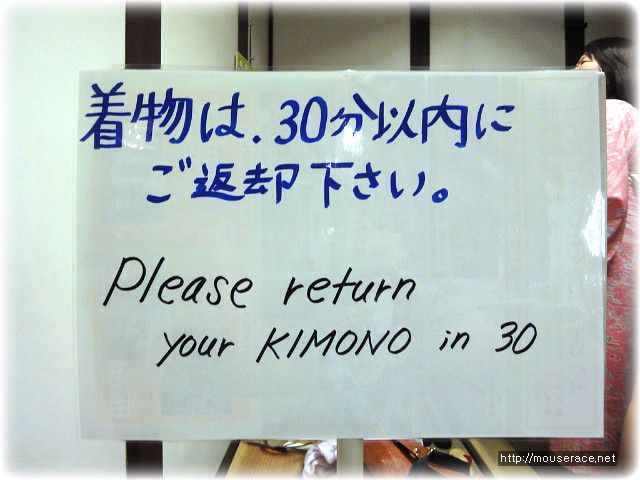 着物は、30分以内に
ご返却下さい。
Please return
your KIMONO in 30
http://mouserace.net